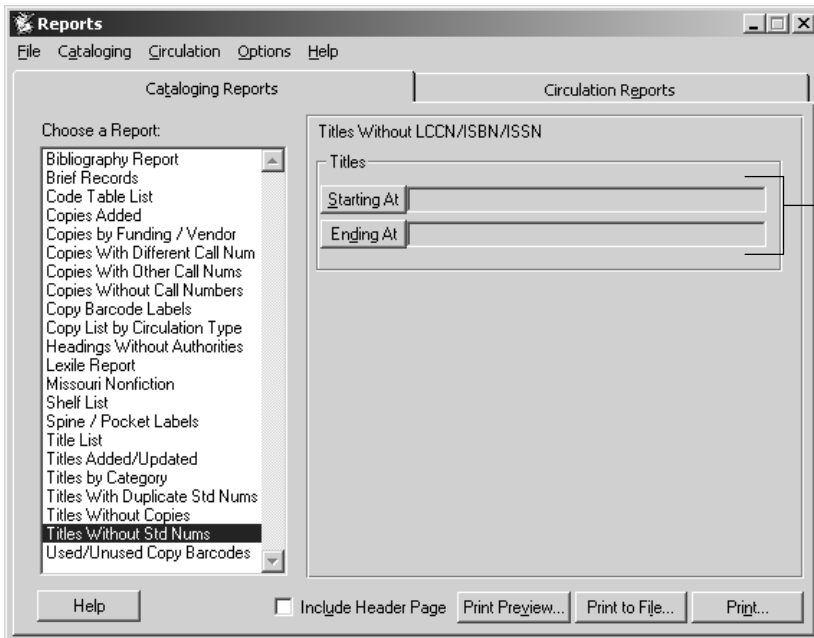 Reports
File Cataloging Circulation Options Help
Cataloging Reports
Circulation Reports
Choose a Report:
Bibliography Report
Brief Records
Code Table List
Copies Added
Copies by Funding / Vendor
Copies With Different Call Num
Copies With Other Call Nums
Copies Without Call Numbers
Copy Barcode Labels
Copy List by Circulation Type
Headings Without Authorities
Lexile Report
Missouri Nonfiction
Shelf List
Spine / Pocket Labels
Title List
Titles Added/Updated
Titles by Category
Titles With Duplicate Std Nums
Titles Without Copies
Titles Without Std Nums
Used/Unused Copy Barcodes
Titles Without LCCN/ISBN/ISSN
Titles
Starting At
Ending At
Help
Include Header Page
Print Preview...
Print to File...
Print...